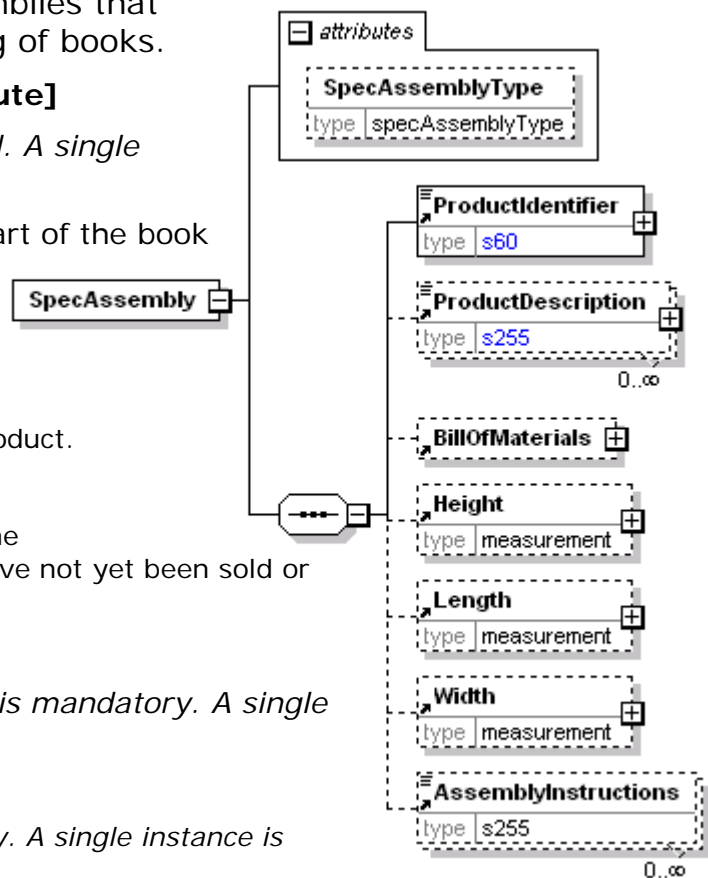 mblies that
g of books.
ute]
l. A single
art of the book
oduct.
ne
ve not yet been sold or
is mandatory. A single
y. A single instance is
attributes
SpecAssemblyType
type specAssemblyType
SpecAssembly
ProductIdentifier
type s60
ProductDescription
type s255
0..∞
BillOfMaterials
Height
type measurement
Length
type measurement
Width
type measurement
AssemblyInstructions
type s255
0..∞